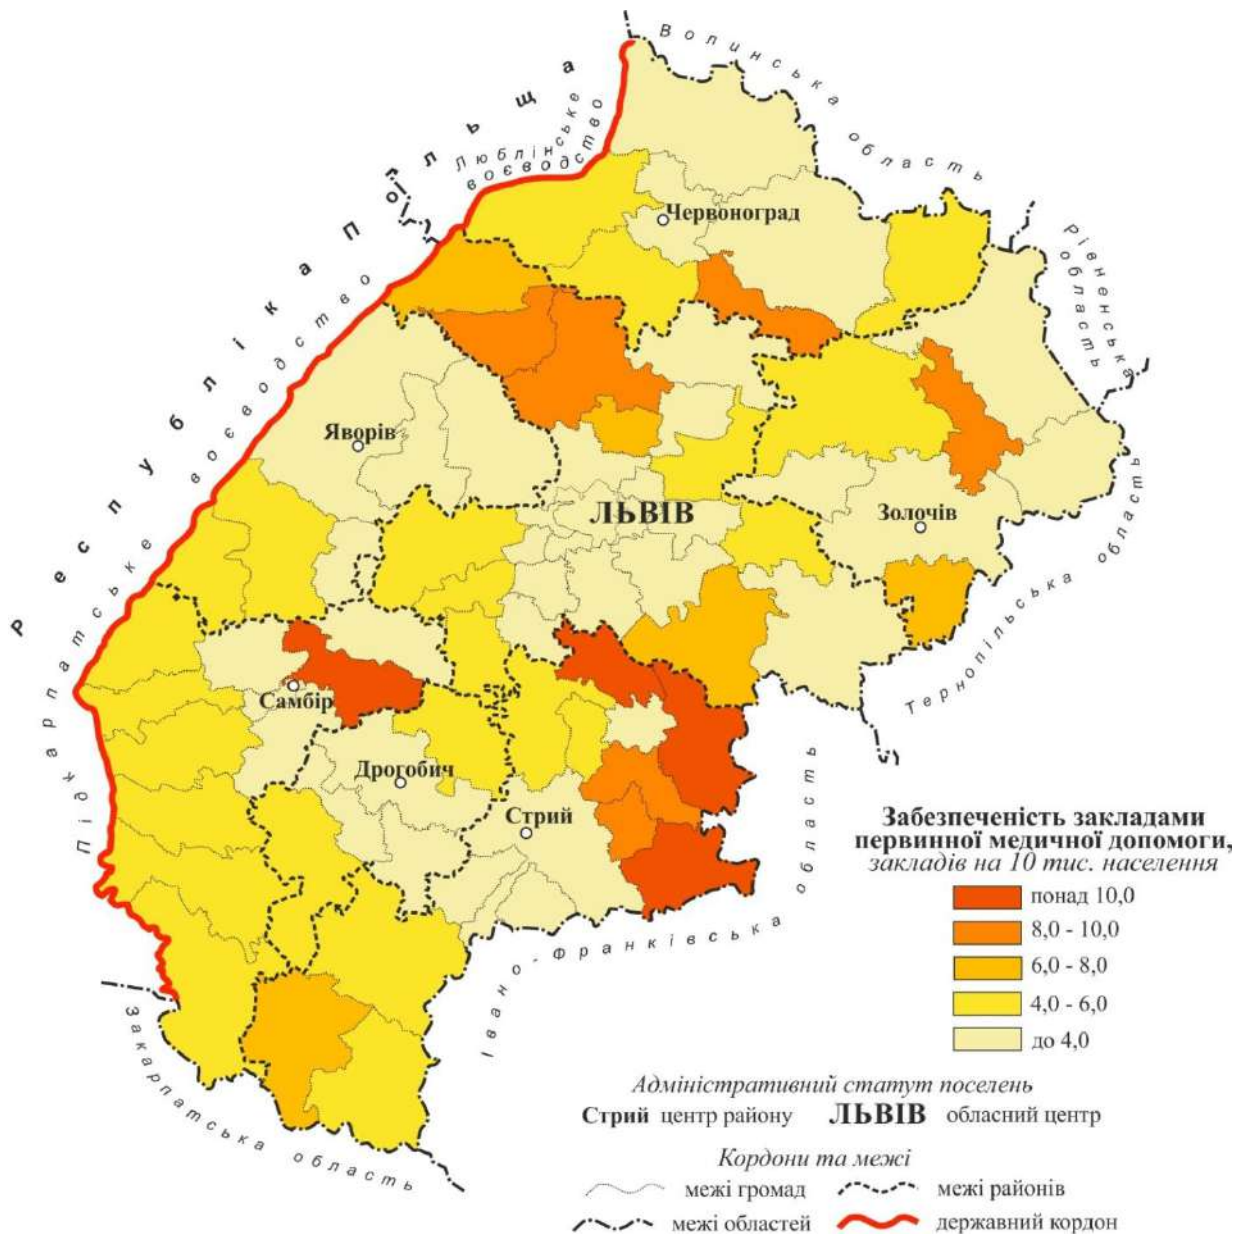 Волинська область
Республіка Польща
Люблінське
воєводство
Рівненська
область
Підкарпатське воєводство
Червоноград
Яворів
ЛЬВІВ
Золочів
Тернопільська область
Самбір
Дрогобич
Стрий
Івано-Франківська область
Закарпатська область
Забезпеченість закладами
первинної медичної допомоги,
закладів на 10 тис. населення
понад 10,0
8,0 - 10,0
6,0 - 8,0
4,0 - 6,0
до 4,0
Адміністративний статут поселень
Стрий центр району ЛЬВІВ обласний центр
Кордони та межі
межі громад межі районів
межі областей державний кордон